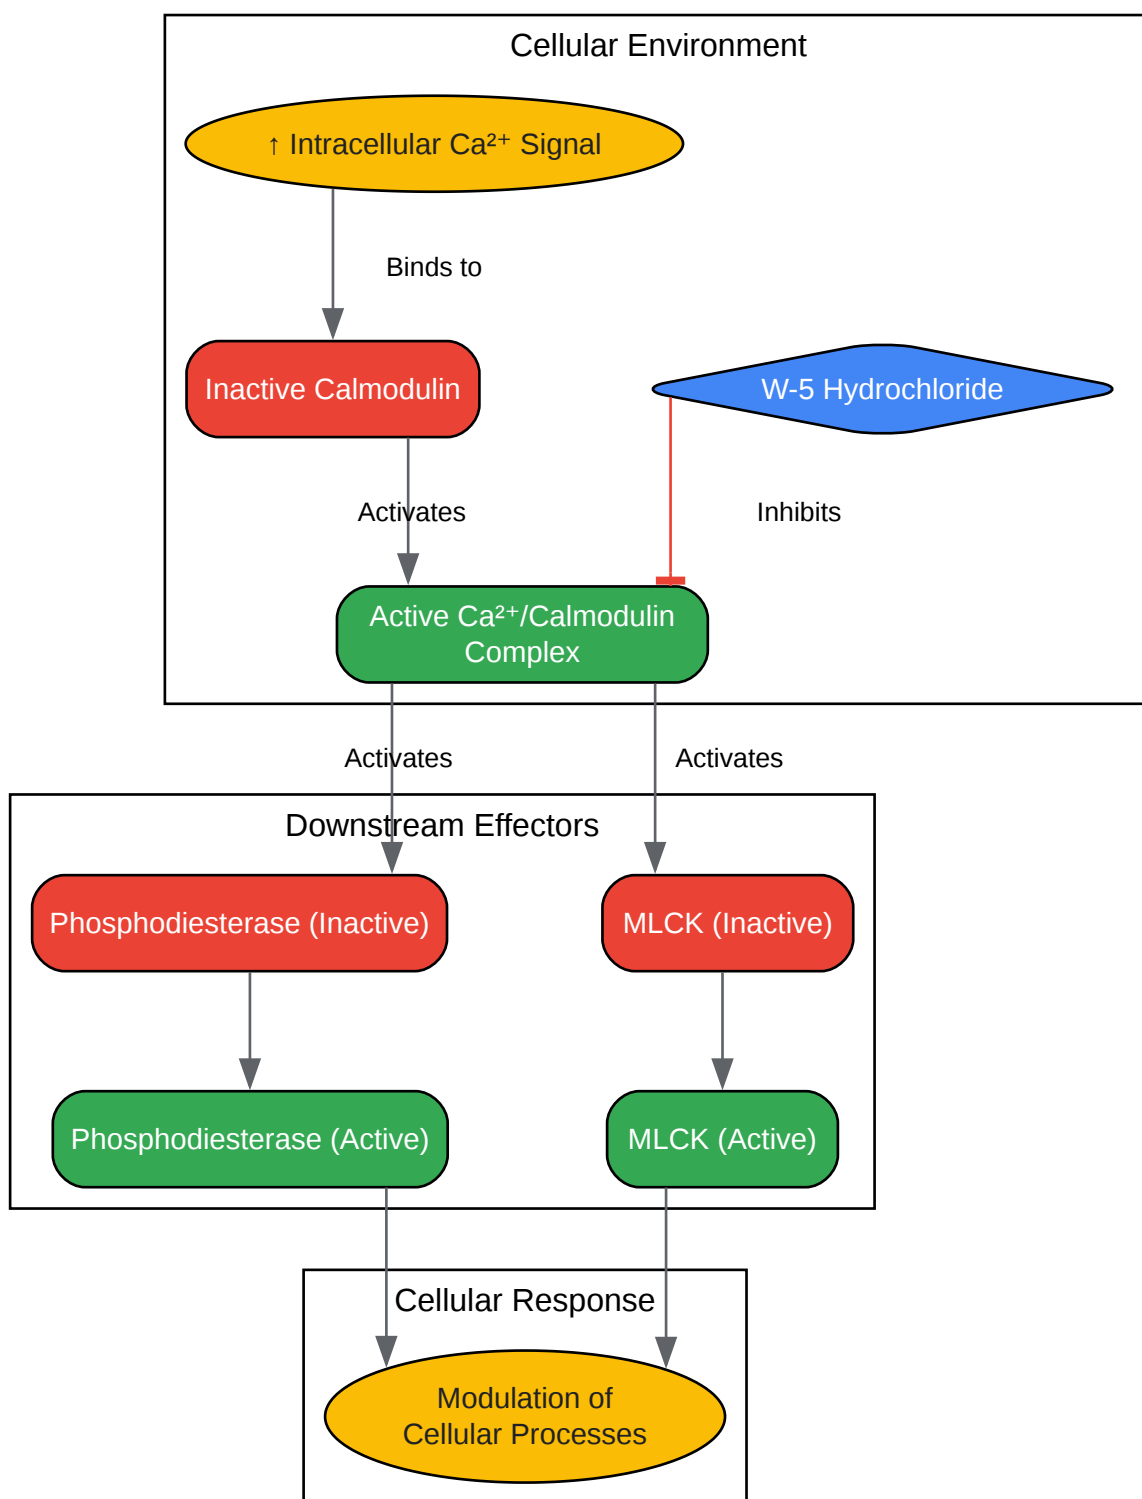 Cellular Environment
↑ Intracellular Ca²⁺ Signal
Binds to
Inactive Calmodulin
W-5 Hydrochloride
Activates
Inhibits
Active Ca²⁺/Calmodulin
Complex
Activates
Activates
Downstream Effectors
Phosphodiesterase (Inactive)
MLCK (Inactive)
Phosphodiesterase (Active)
MLCK (Active)
Cellular Response
Modulation of
Cellular Processes